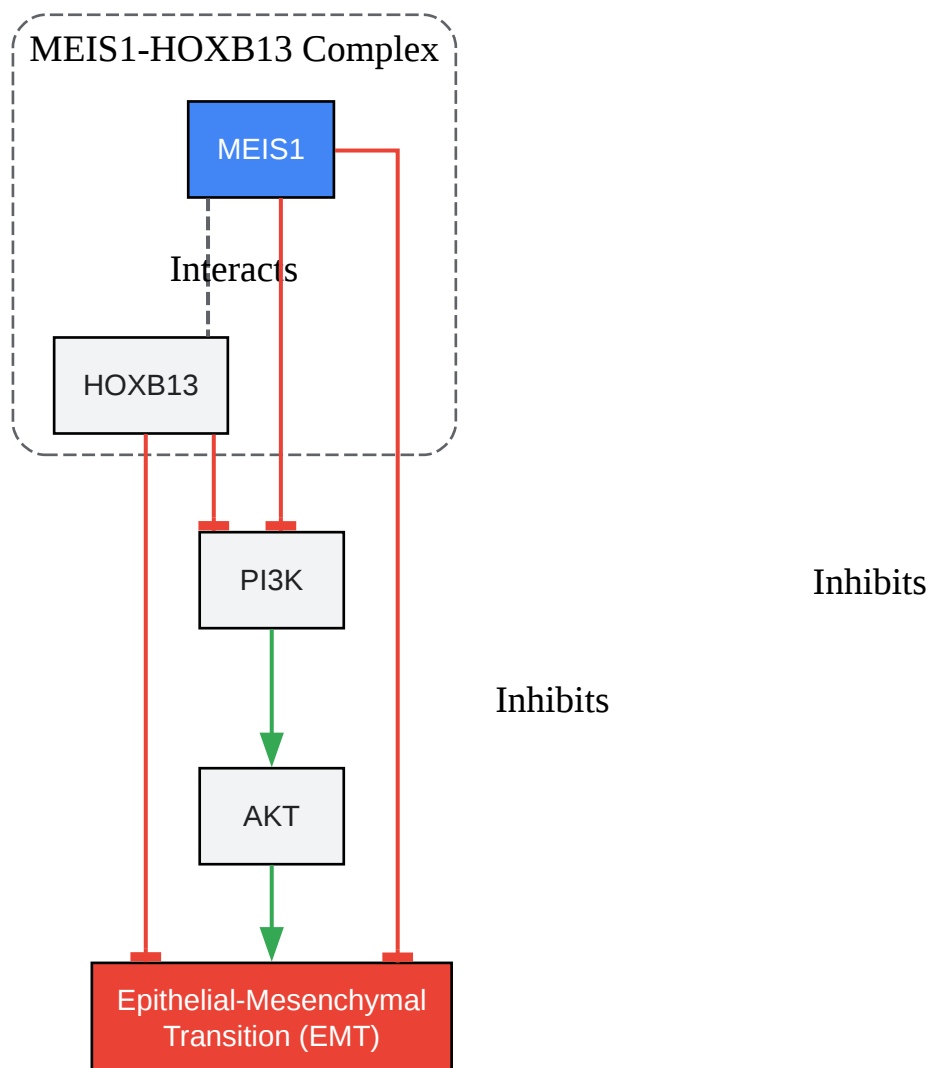 MEIS1-HOXB13 Complex
MEIS1
Interacts
HOXB13
PI3K
Inhibits
Inhibits
AKT
Epithelial-Mesenchymal
Transition (EMT)